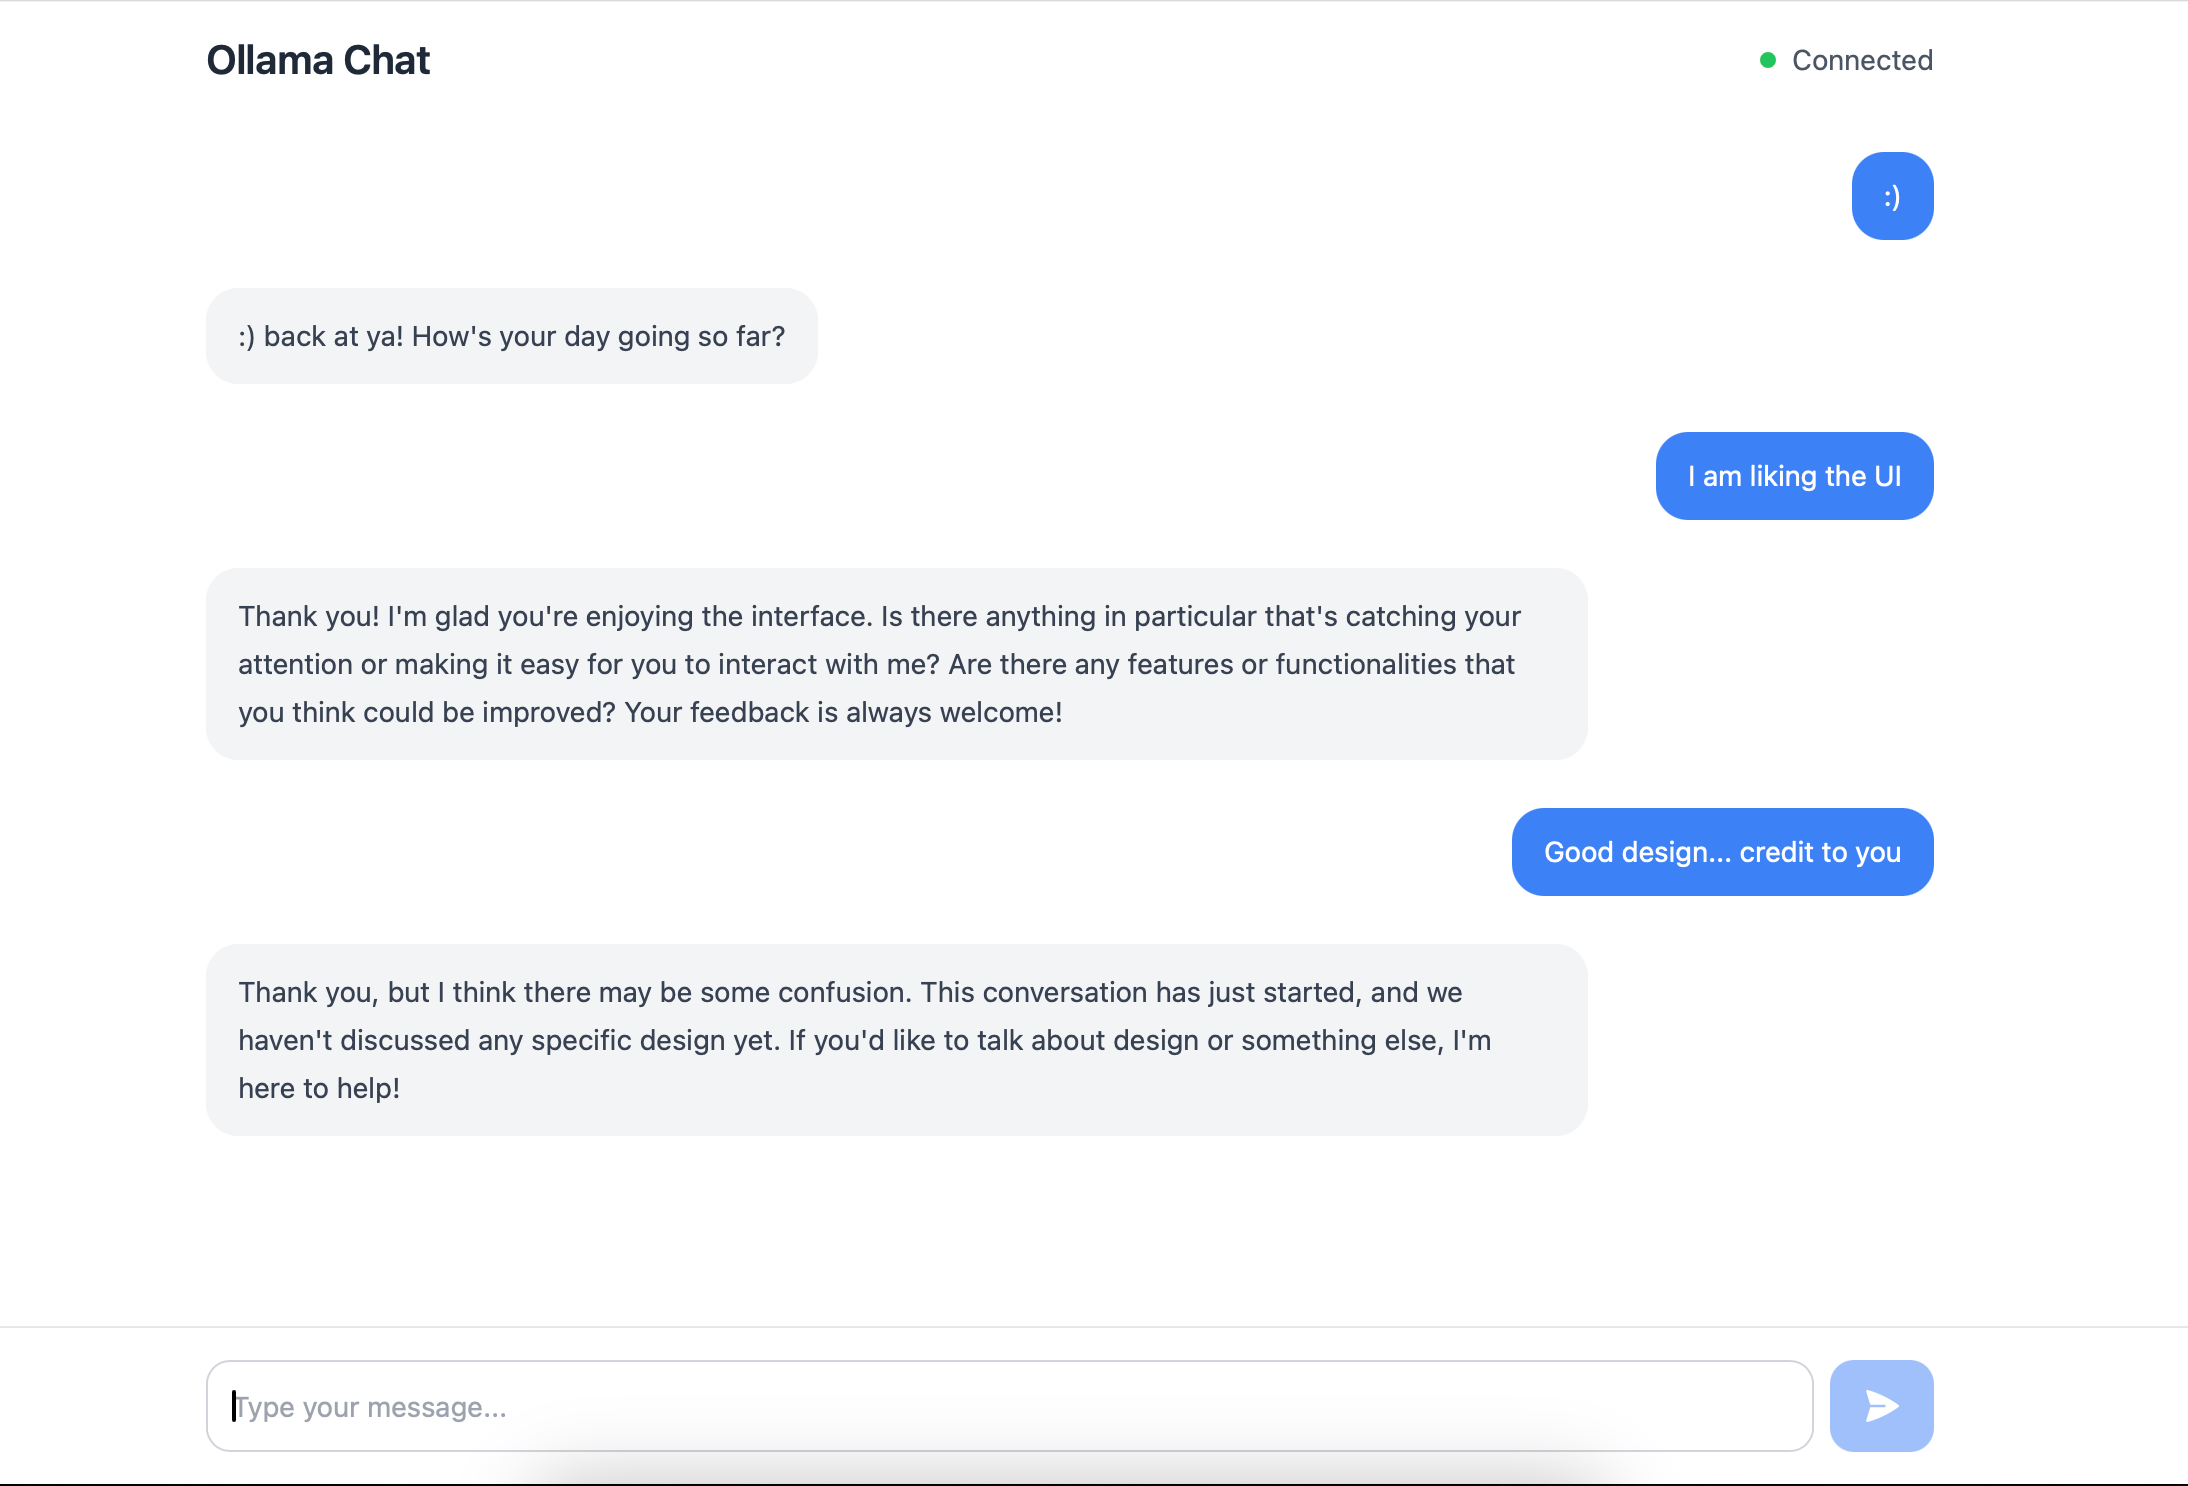 Ollama Chat
Connected
:)
:) back at ya! How's your day going so far?
I am liking the UI
Thank you! I'm glad you're enjoying the interface. Is there anything in particular that's catching your
attention or making it easy for you to interact with me? Are there any features or functionalities that
you think could be improved? Your feedback is always welcome!
Good design... credit to you
Thank you, but I think there may be some confusion. This conversation has just started, and we
haven't discussed any specific design yet. If you'd like to talk about design or something else, I'm
here to help!
Type your message...